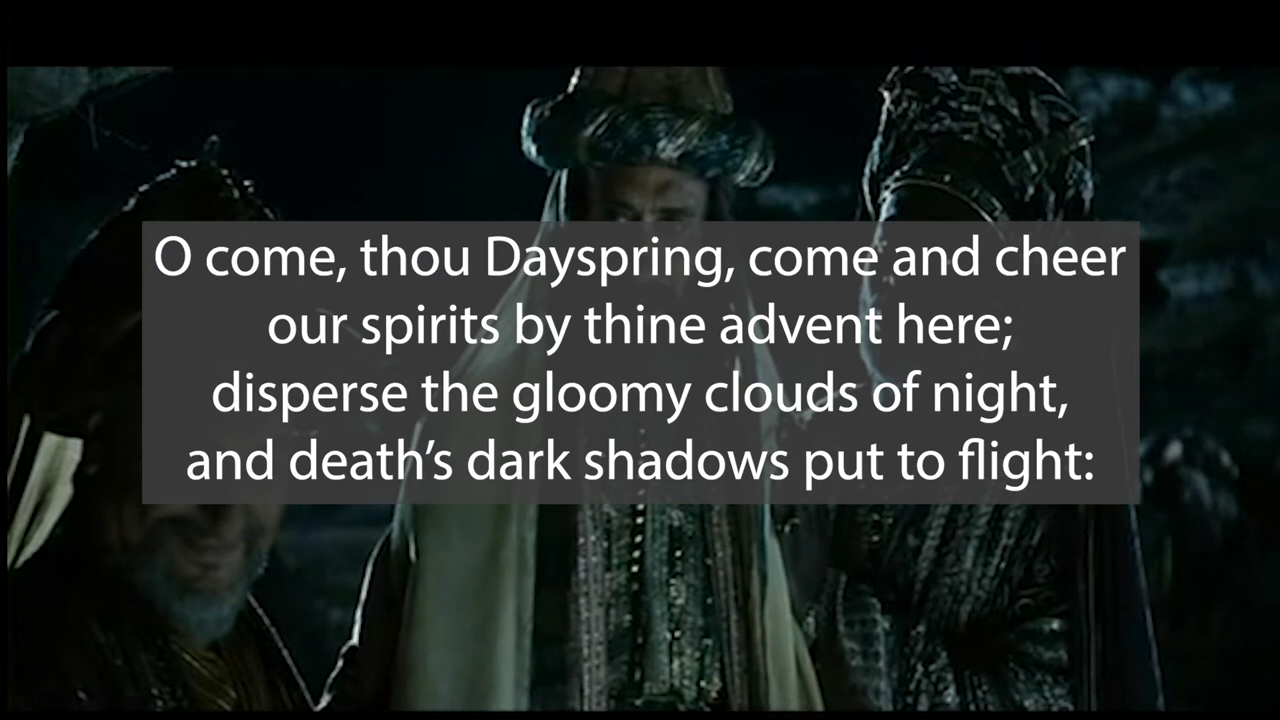 O come, thou Dayspring, come and cheer
our spirits by thine advent here;
disperse the gloomy clouds of night,
and death’s dark shadows put to flight: